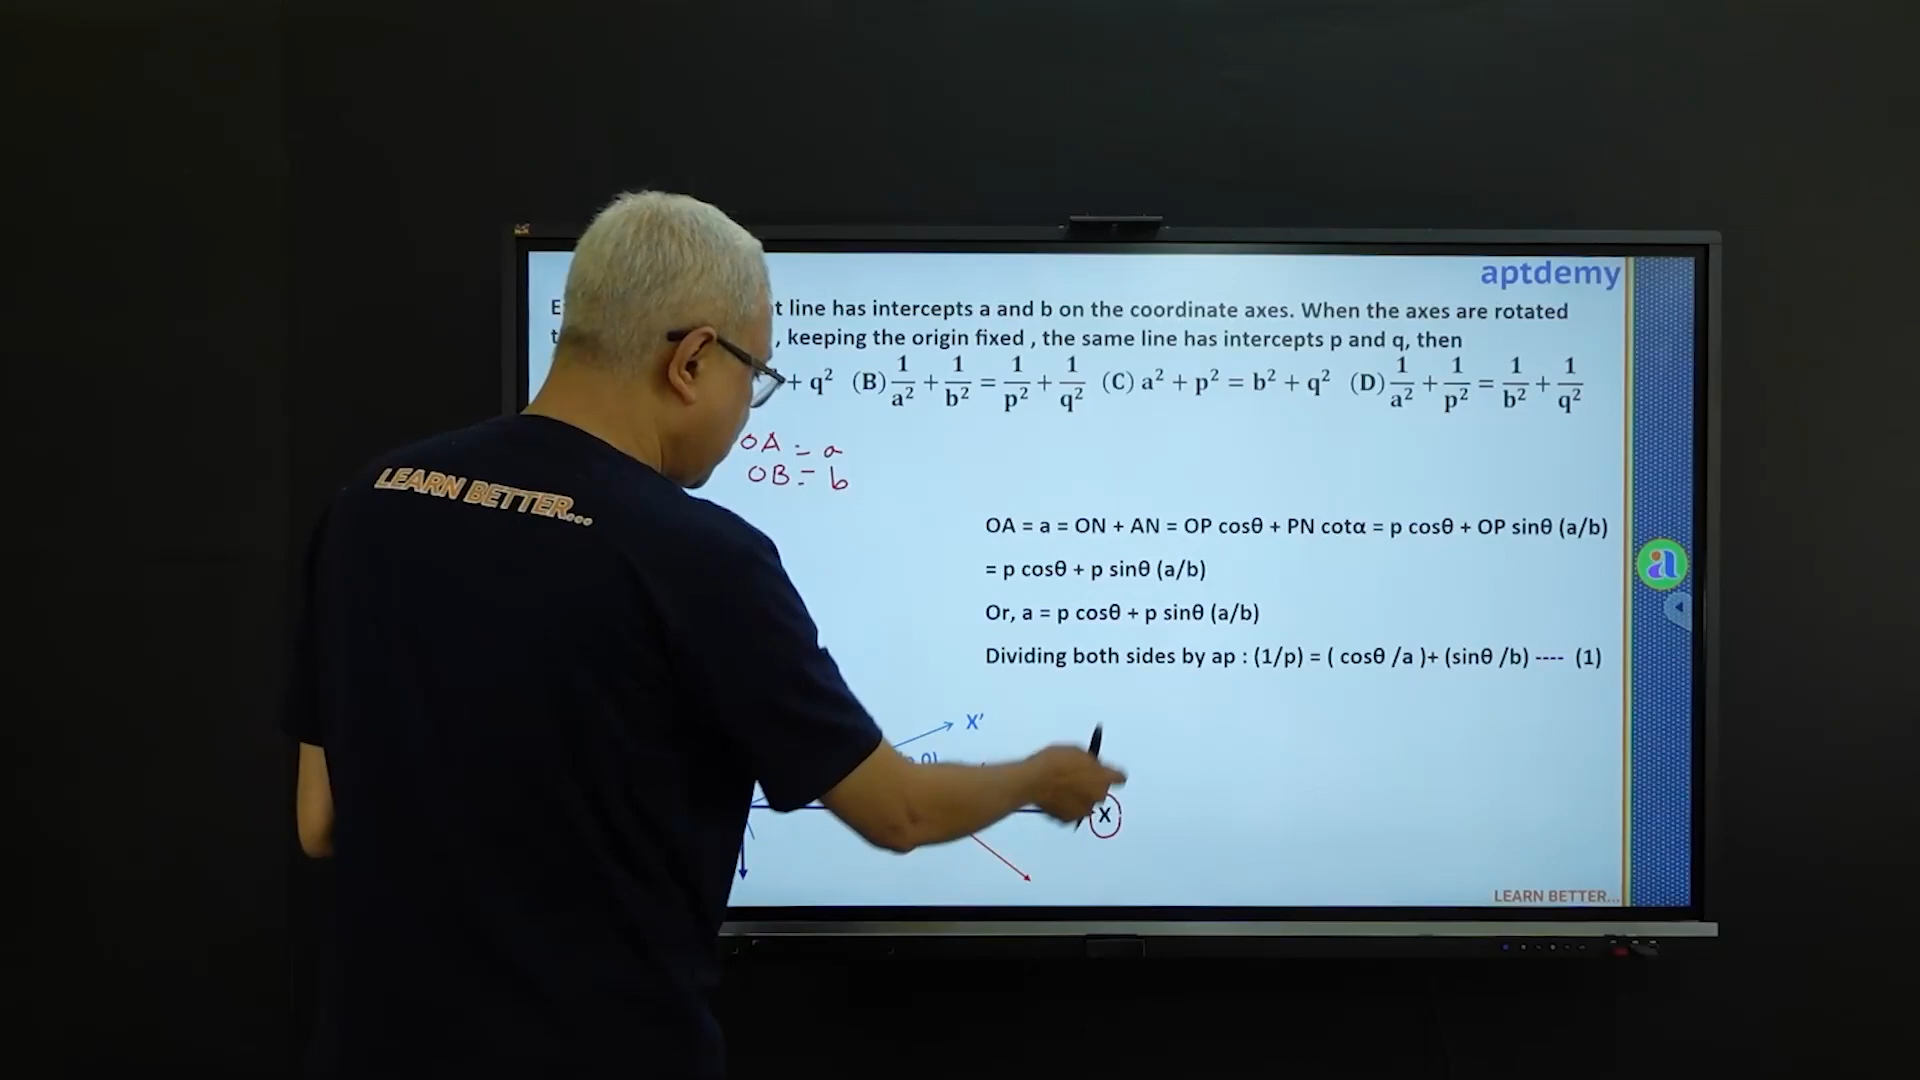 aptdemy
t line has intercepts a and b on the coordinate axes. When the axes are rotated
, keeping the origin fixed , the same line has intercepts p and q, then
+ q² (B) 1/a² + 1/b² = 1/p² + 1/q² (C) a² + p² = b² + q² (D) 1/a² + 1/p² = 1/b² + 1/q²
OA = a
OB = b
LEARN BETTER...
OA = a = ON + AN = OP cosθ + PN cotα = p cosθ + OP sinθ (a/b)
= p cosθ + p sinθ (a/b)
Or, a = p cosθ + p sinθ (a/b)
Dividing both sides by ap : (1/p) = ( cosθ /a )+ (sinθ /b) ---- (1)
a
X'
0)
X
LEARN BETTER...